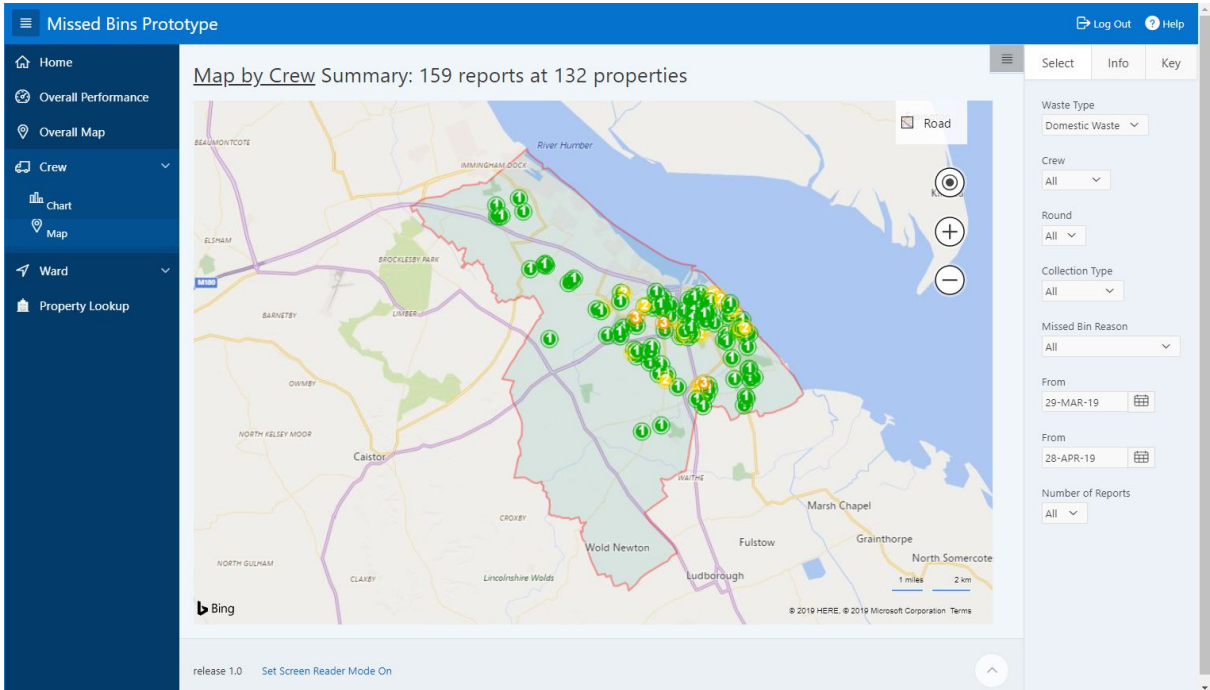 Missed Bins Prototype
Log Out
Help
Home
Overall Performance
Overall Map
Crew
Chart
Map
Ward
Property Lookup
Map by Crew Summary: 159 reports at 132 properties
Road
BEAUMONTCOTE
River Humber
IMMINGHAM DOCK
ELSHAM
BROCKLESBY PARK
M180
BARNETBY
LIMBER
OWMBY
NORTH KELSEY MOOR
Caistor
WAITHE
Marsh Chapel
CROXBY
Wold Newton
Fulstow
Grainthorpe
North Somercote
NORTH GULHAM
CLAXBY
Lincolnshire Wolds
Ludborough
1 miles 2 km
Bing
© 2019 HERE, © 2019 Microsoft Corporation Terms
Select Info Key
Waste Type
Domestic Waste
Crew
All
Round
All
Collection Type
All
Missed Bin Reason
All
From
29-MAR-19
From
28-APR-19
Number of Reports
All
release 1.0 Set Screen Reader Mode On